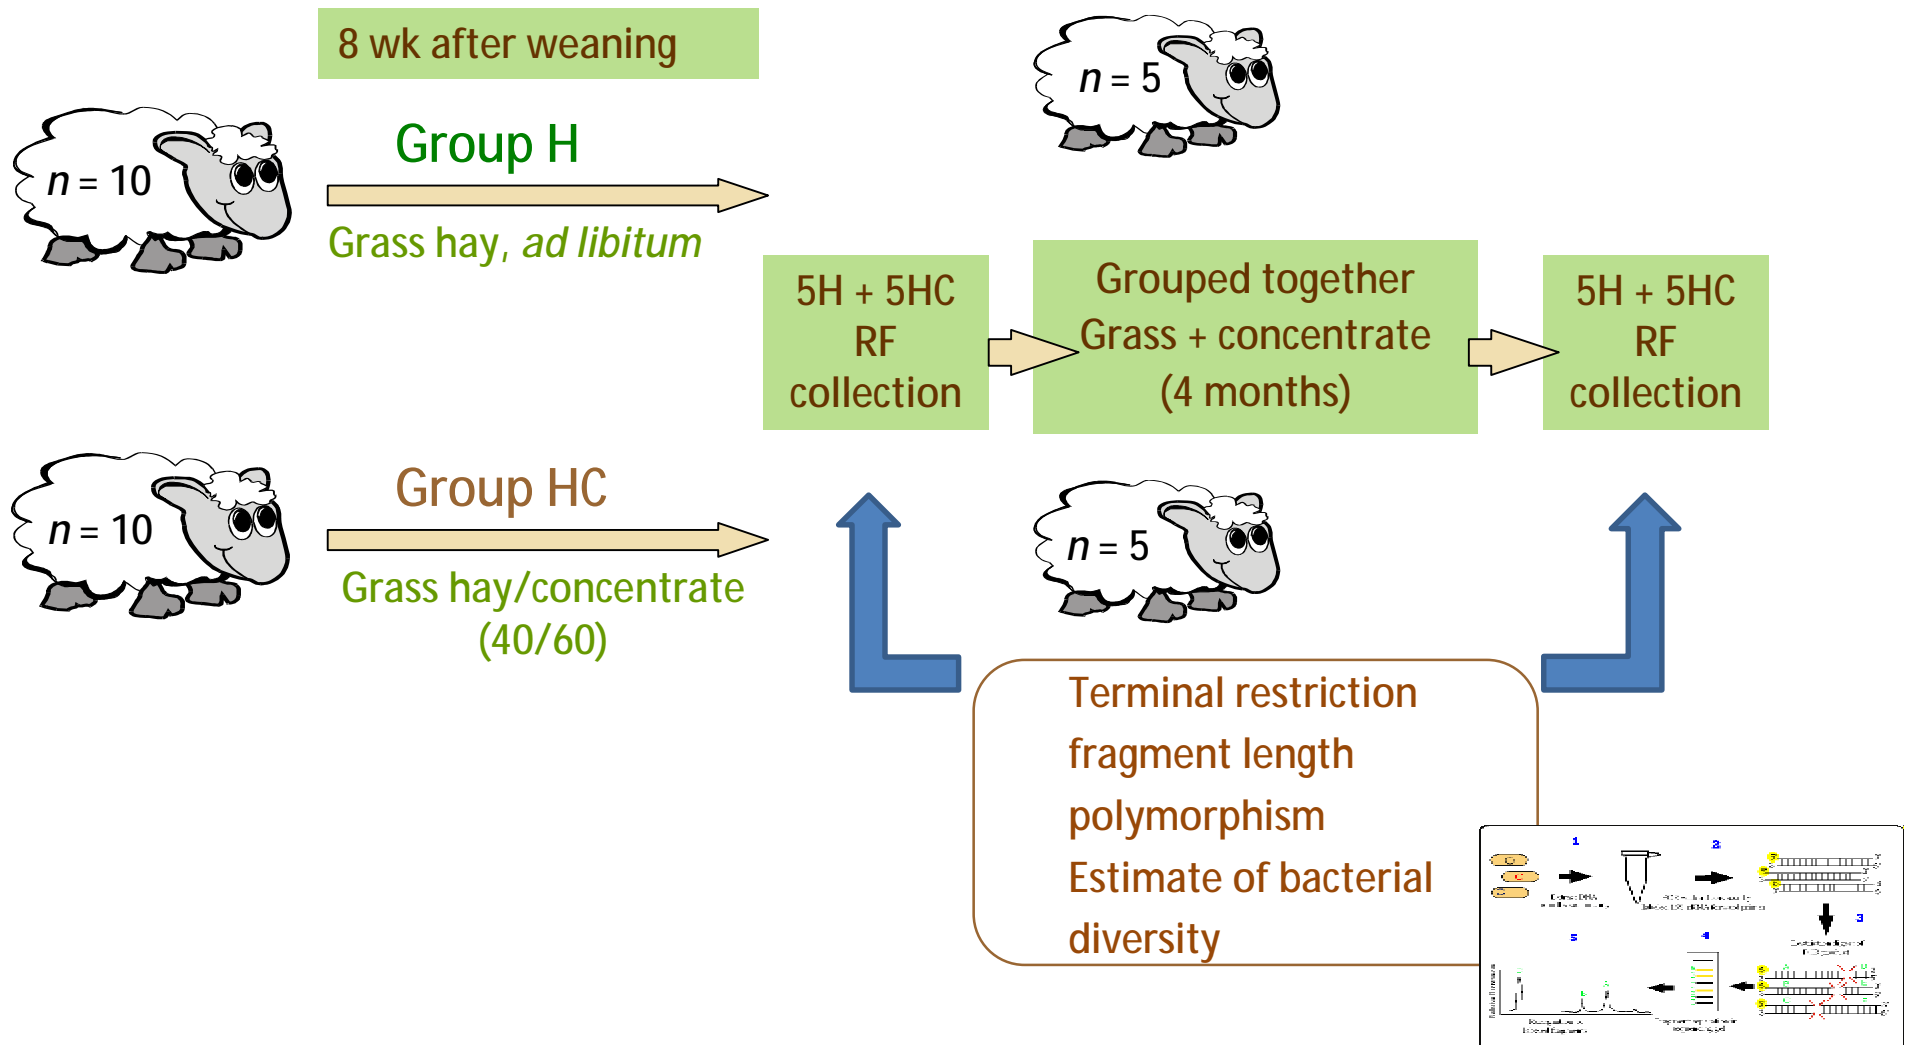 8 wk after weaning
n = 5
Group H
n = 10
Grass hay, ad libitum
5H + 5HC
RF
collection
Grouped together
Grass + concentrate
(4 months)
5H + 5HC
RF
collection
Group HC
n = 10
n = 5
Grass hay/concentrate
(40/60)
Terminal restriction
fragment length
polymorphism
Estimate of bacterial
diversity
1
2
3
4
5